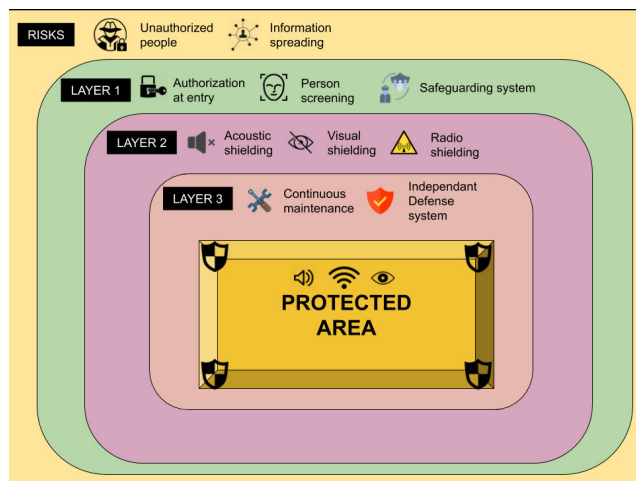 RISKS
Unauthorized
people
Information
spreading
LAYER 1
Authorization
at entry
Person
screening
Safeguarding system
LAYER 2
Acoustic
shielding
Visual
shielding
Radio
shielding
LAYER 3
Continuous
maintenance
Independant
Defense
system
PROTECTED
AREA